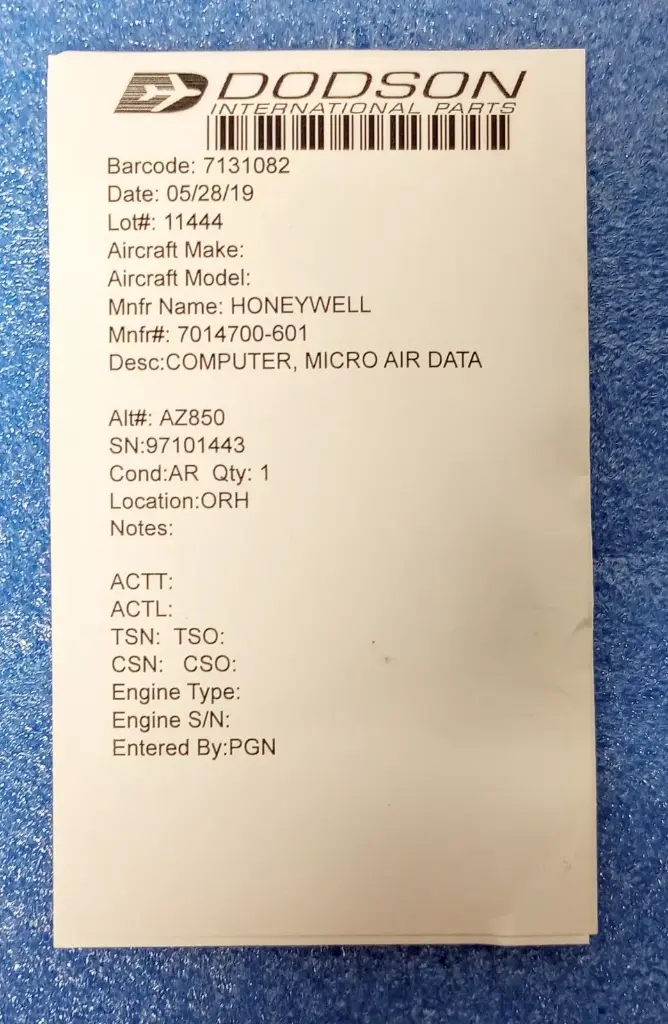 DODSON
INTERNATIONAL PARTS
Barcode: 7131082
Date: 05/28/19
Lot#: 11444
Aircraft Make:
Aircraft Model:
Mnfr Name: HONEYWELL
Mnfr#: 7014700-601
Desc:COMPUTER, MICRO AIR DATA
Alt#: AZ850
SN:97101443
Cond:AR Qty: 1
Location:ORH
Notes:
ACTT:
ACTL:
TSN: TSO:
CSN: CSO:
Engine Type:
Engine S/N:
Entered By:PGN